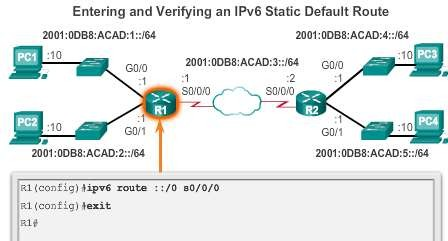 Entering and Verifying an IPv6 Static Default Route
2001:0DB8:ACAD:1::/64
2001:0DB8:ACAD:4::/64
PC1
:10
G0/0
:1
2001:0DB8:ACAD:3::/64
:1
S0/0/0
:2
S0/0/0
G0/0
:1
:10
PC3
R1
R2
PC2
:10
:1
G0/1
:1
G0/1
:10
PC4
2001:0DB8:ACAD:2::/64
2001:0DB8:ACAD:5::/64
R1(config)#ipv6 route ::/0 s0/0/0
R1(config)#exit
R1#